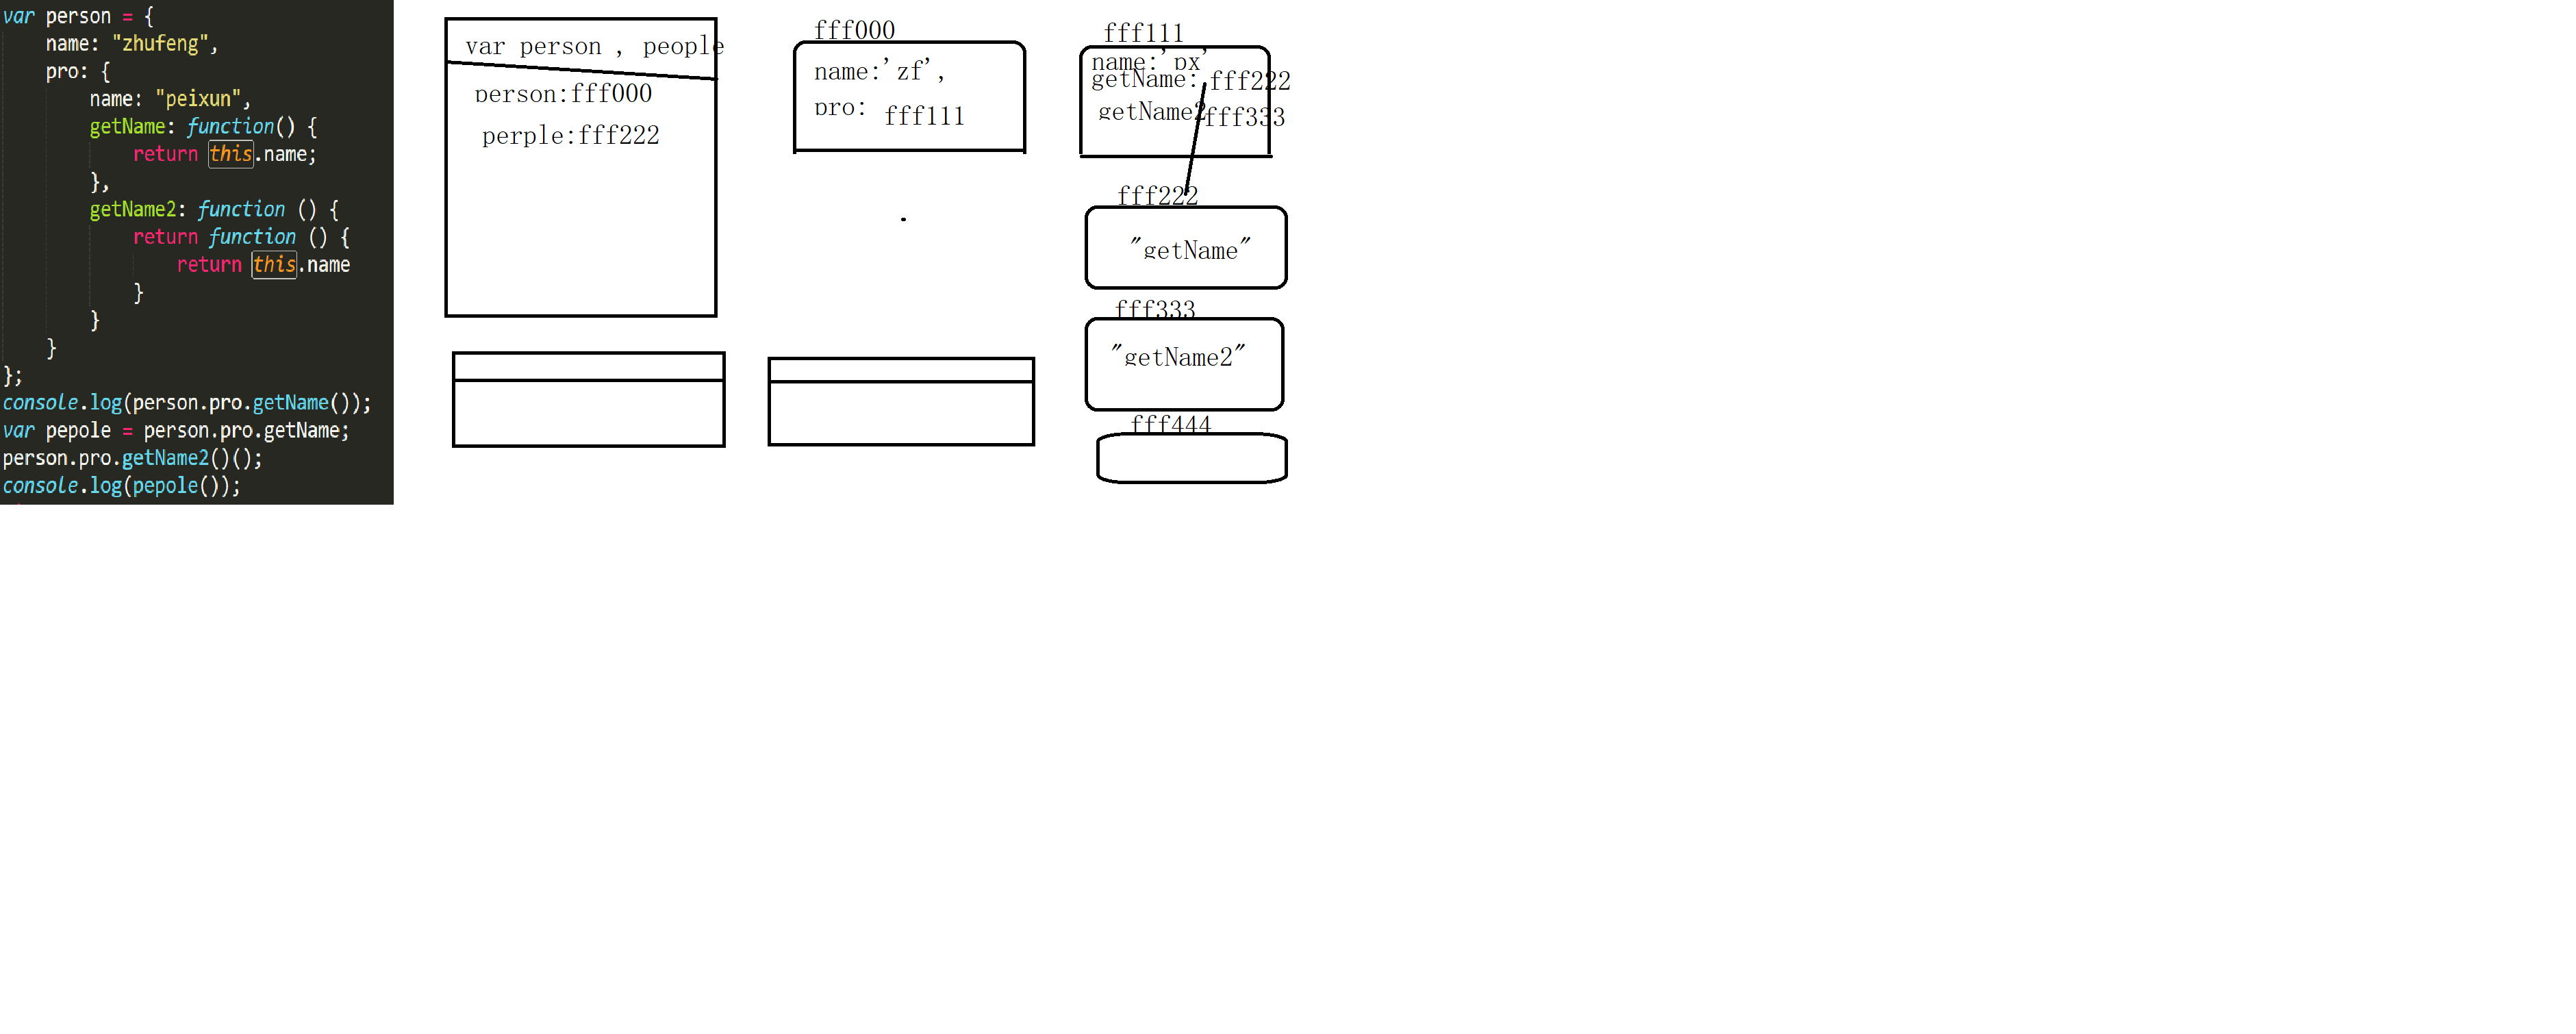 var person = {
name: "zhufeng",
pro: {
name: "peixun",
getName: function() {
return this.name;
},
getName2: function () {
return function () {
return this.name
}
}
}
};
console.log(person.pro.getName());
var pepole = person.pro.getName;
person.pro.getName2()();
console.log(pepole());
var person , people
person:fff000
perple:fff222
fff000
name:'zf',
pro: fff111
fff111
name:'px'
getName: fff222
getName2 fff333
fff222
"getName"
fff333
"getName2"
fff444